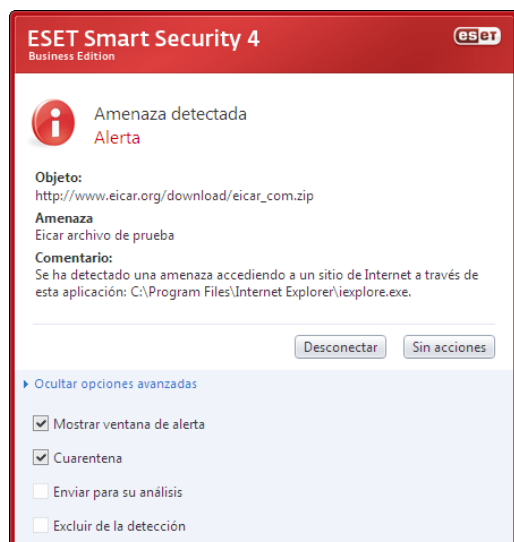 ESET Smart Security 4
Business Edition
eseT
Amenaza detectada
Alerta
Objeto:
http://www.eicar.org/download/eicar_com.zip
Amenaza
Eicar archivo de prueba
Comentario:
Se ha detectado una amenaza accediendo a un sitio de Internet a través de
esta aplicación: C:\Program Files\Internet Explorer\iexplore.exe.
Desconectar Sin acciones
Ocultar opciones avanzadas
Mostrar ventana de alerta
Cuarentena
Enviar para su análisis
Excluir de la detección